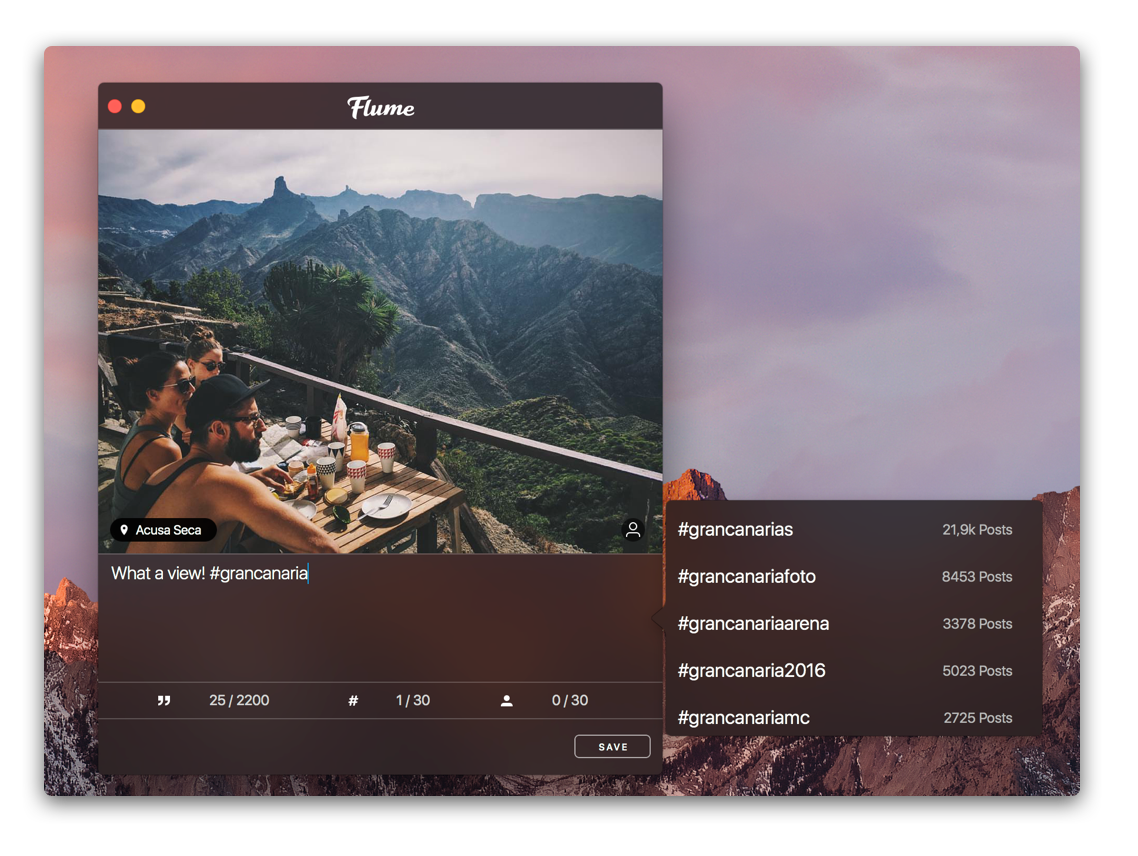 Flume
Acusa Seca
What a view! #grancanaria
25 / 2200
# 1 / 30
0 / 30
SAVE
#grancanarias 21,9k Posts
#grancanariafoto 8453 Posts
#grancanariaarena 3378 Posts
#grancanaria2016 5023 Posts
#grancanariamc 2725 Posts